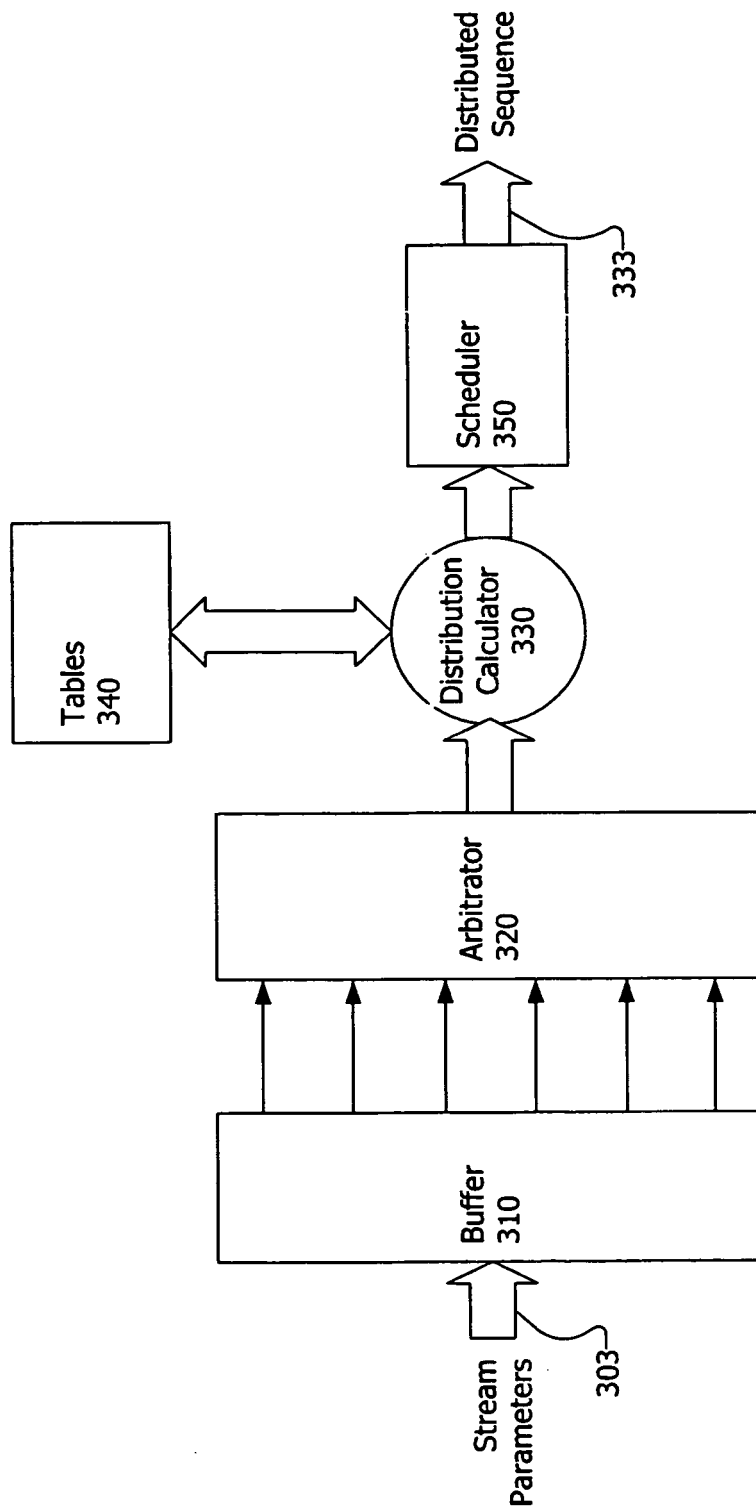 Stream
Parameters
303
Buffer
310
Arbitrator
320
Distribution
Calculator
330
Tables
340
Scheduler
350
333
Distributed
Sequence